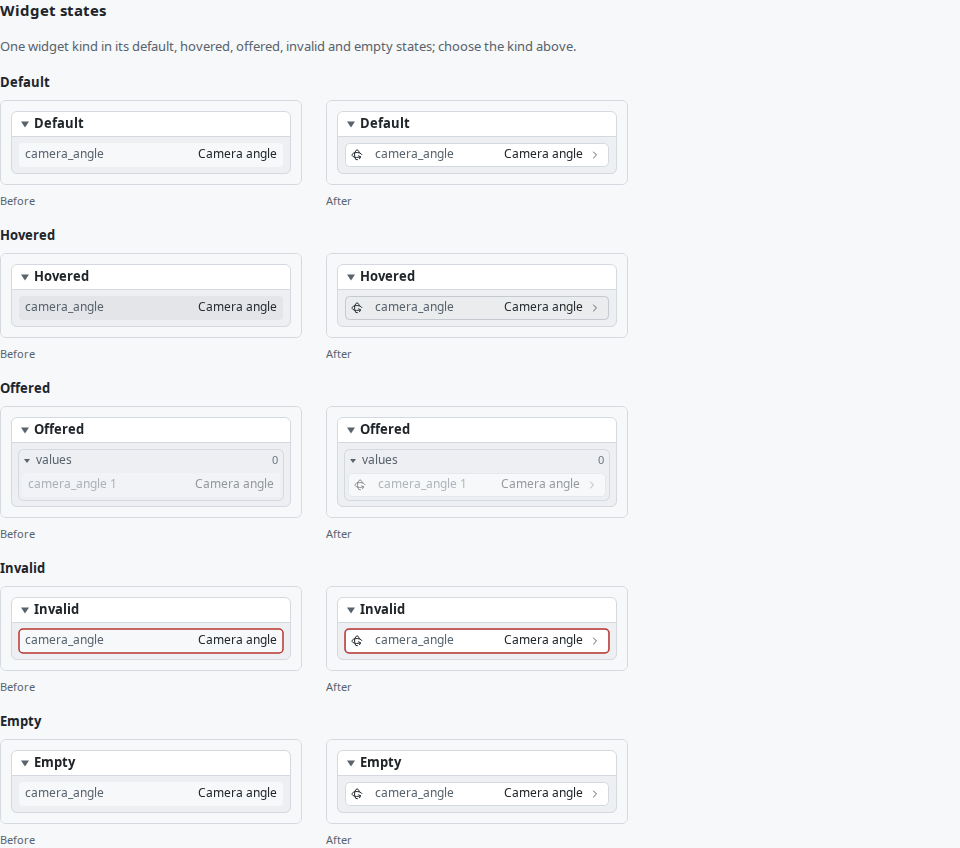 Widget states
One widget kind in its default, hovered, offered, invalid and empty states; choose the kind above.
Default
Default
camera_angle Camera angle
Before
Default
camera_angle Camera angle
After
Hovered
Hovered
camera_angle Camera angle
Before
Hovered
camera_angle Camera angle
After
Offered
Offered
values 0
camera_angle 1 Camera angle
Before
Offered
values 0
camera_angle 1 Camera angle
After
Invalid
Invalid
camera_angle Camera angle
Before
Invalid
camera_angle Camera angle
After
Empty
Empty
camera_angle Camera angle
Before
Empty
camera_angle Camera angle
After